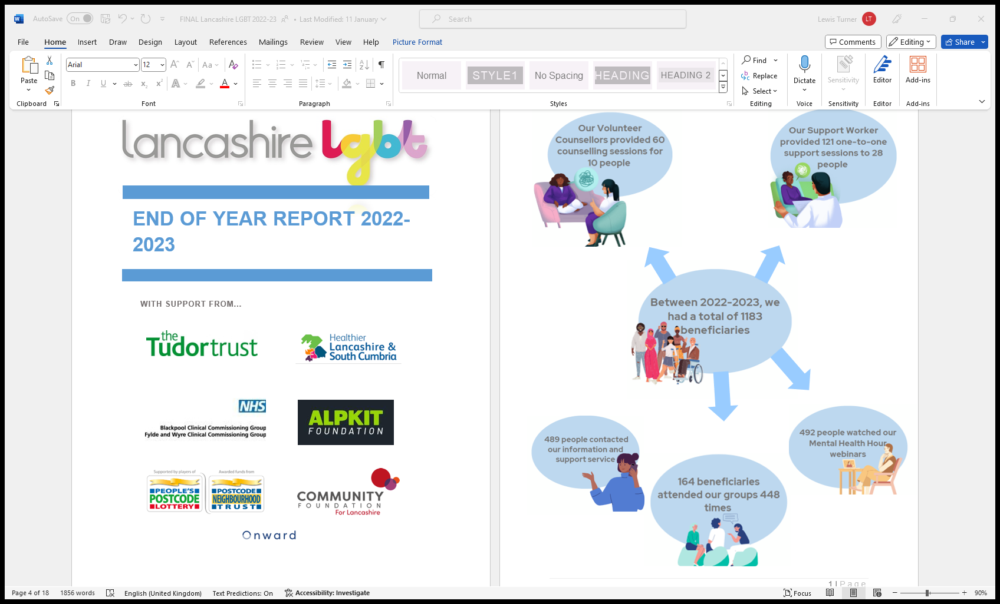 AutoSave On FINAL Lancashire LGBT 2022-23 • Last Modified: 11 January Search Lewis Turner LT
File Home Insert Draw Design Layout References Mailings Review View Help Picture Format Comments Editing Share
Paste
Clipboard
Arial 12
Aa A
B I U ab x x A A
Font
Paragraph
Normal STYLE1 No Spacing HEADING HEADING 2
Styles
Find
Replace
Select
Editing
Dictate
Voice
Sensitivity
Sensitivity
Editor
Editor
Add-ins
Add-ins
lancashire lgbt
END OF YEAR REPORT 2022-
2023
WITH SUPPORT FROM...
the
Tudortrust
Healthier
Lancashire &
South Cumbria
NHS
Blackpool Clinical Commissioning Group
Fylde and Wyre Clinical Commissioning Group
ALPKIT
FOUNDATION
Supported by players of
PEOPLE'S
POSTCODE
LOTTERY
Awarded funds from
POSTCODE
NEIGHBOURHOOD
TRUST
COMMUNITY
FOUNDATION
For Lancashire
Onward
Our Volunteer
Counsellors provided 60
counselling sessions for
10 people
Our Support Worker
provided 121 one-to-one
support sessions to 28
people
Between 2022-2023, we
had a total of 1183
beneficiaries
489 people contacted
our information and
support service
164 beneficiaries
attended our groups 448
times
492 people watched our
Mental Health Hour
webinars
1 | Page
Page 4 of 18 1856 words English (United Kingdom) Text Predictions: On Accessibility: Investigate Focus 90%